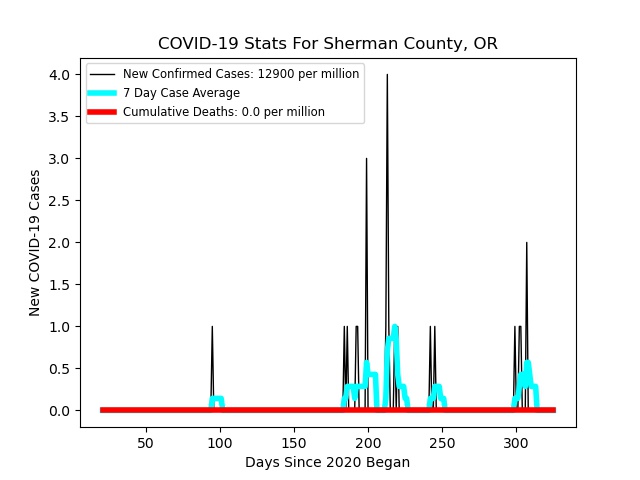 COVID-19 Stats For Sherman County, OR
New Confirmed Cases: 12900 per million
7 Day Case Average
Cumulative Deaths: 0.0 per million
New COVID-19 Cases
4.0
3.5
3.0
2.5
2.0
1.5
1.0
0.5
0.0
50 100 150 200 250 300
Days Since 2020 Began